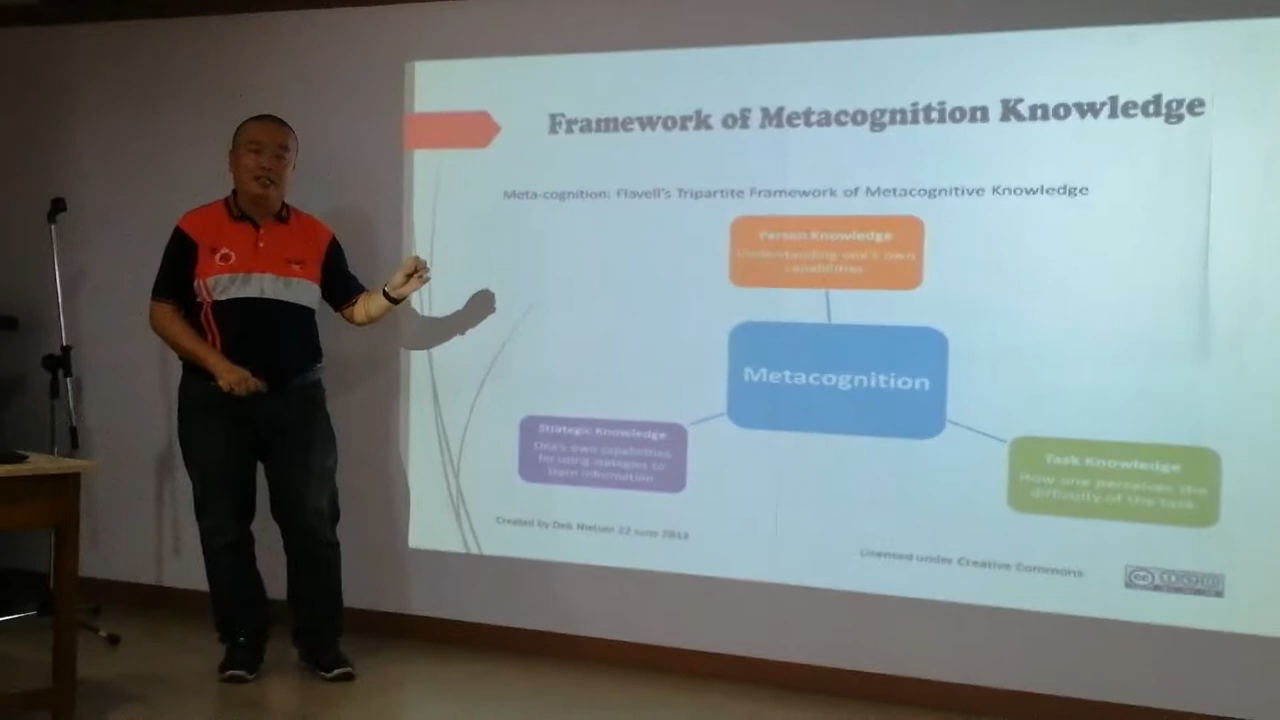 Framework of Metacognition Knowledge
Meta-cognition: Flavell's Tripartite Framework of Metacognitive Knowledge
Person Knowledge
Understanding one's own
capabilities
Metacognition
Strategic Knowledge
One's own capabilities
for using strategies to
learn information
Task Knowledge
How one perceives the
difficulty of the task
Created by Deb Nielsen 22 June 2013
Licensed under Creative Commons
cc